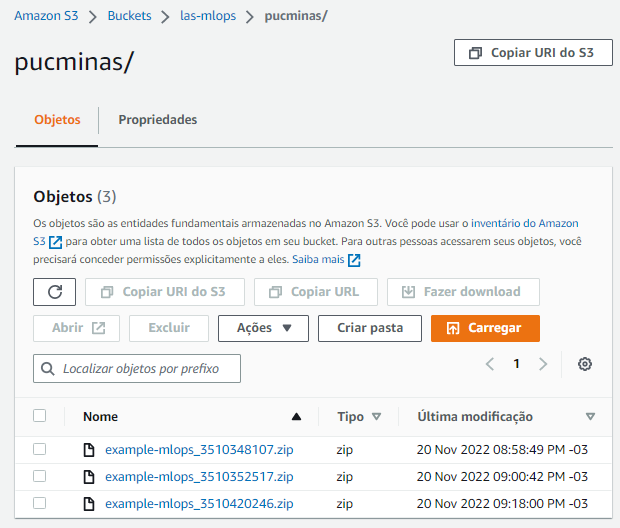 Amazon S3 > Buckets > las-mlops > pucminas/
pucminas/
Copiar URI do S3
Objetos
Propriedades
Objetos (3)
Os objetos são as entidades fundamentais armazenadas no Amazon S3. Você pode usar o inventário do Amazon
S3 para obter uma lista de todos os objetos em seu bucket. Para outras pessoas acessarem seus objetos, você
precisará conceder permissões explicitamente a eles. Saiba mais
Copiar URI do S3 Copiar URL Fazer download
Abrir Excluir Ações Criar pasta Carregar
Localizar objetos por prefixo
1
Nome Tipo Última modificação
example-mlops_3510348107.zip zip 20 Nov 2022 08:58:49 PM -03
example-mlops_3510352517.zip zip 20 Nov 2022 09:00:42 PM -03
example-mlops_3510420246.zip zip 20 Nov 2022 09:18:00 PM -03